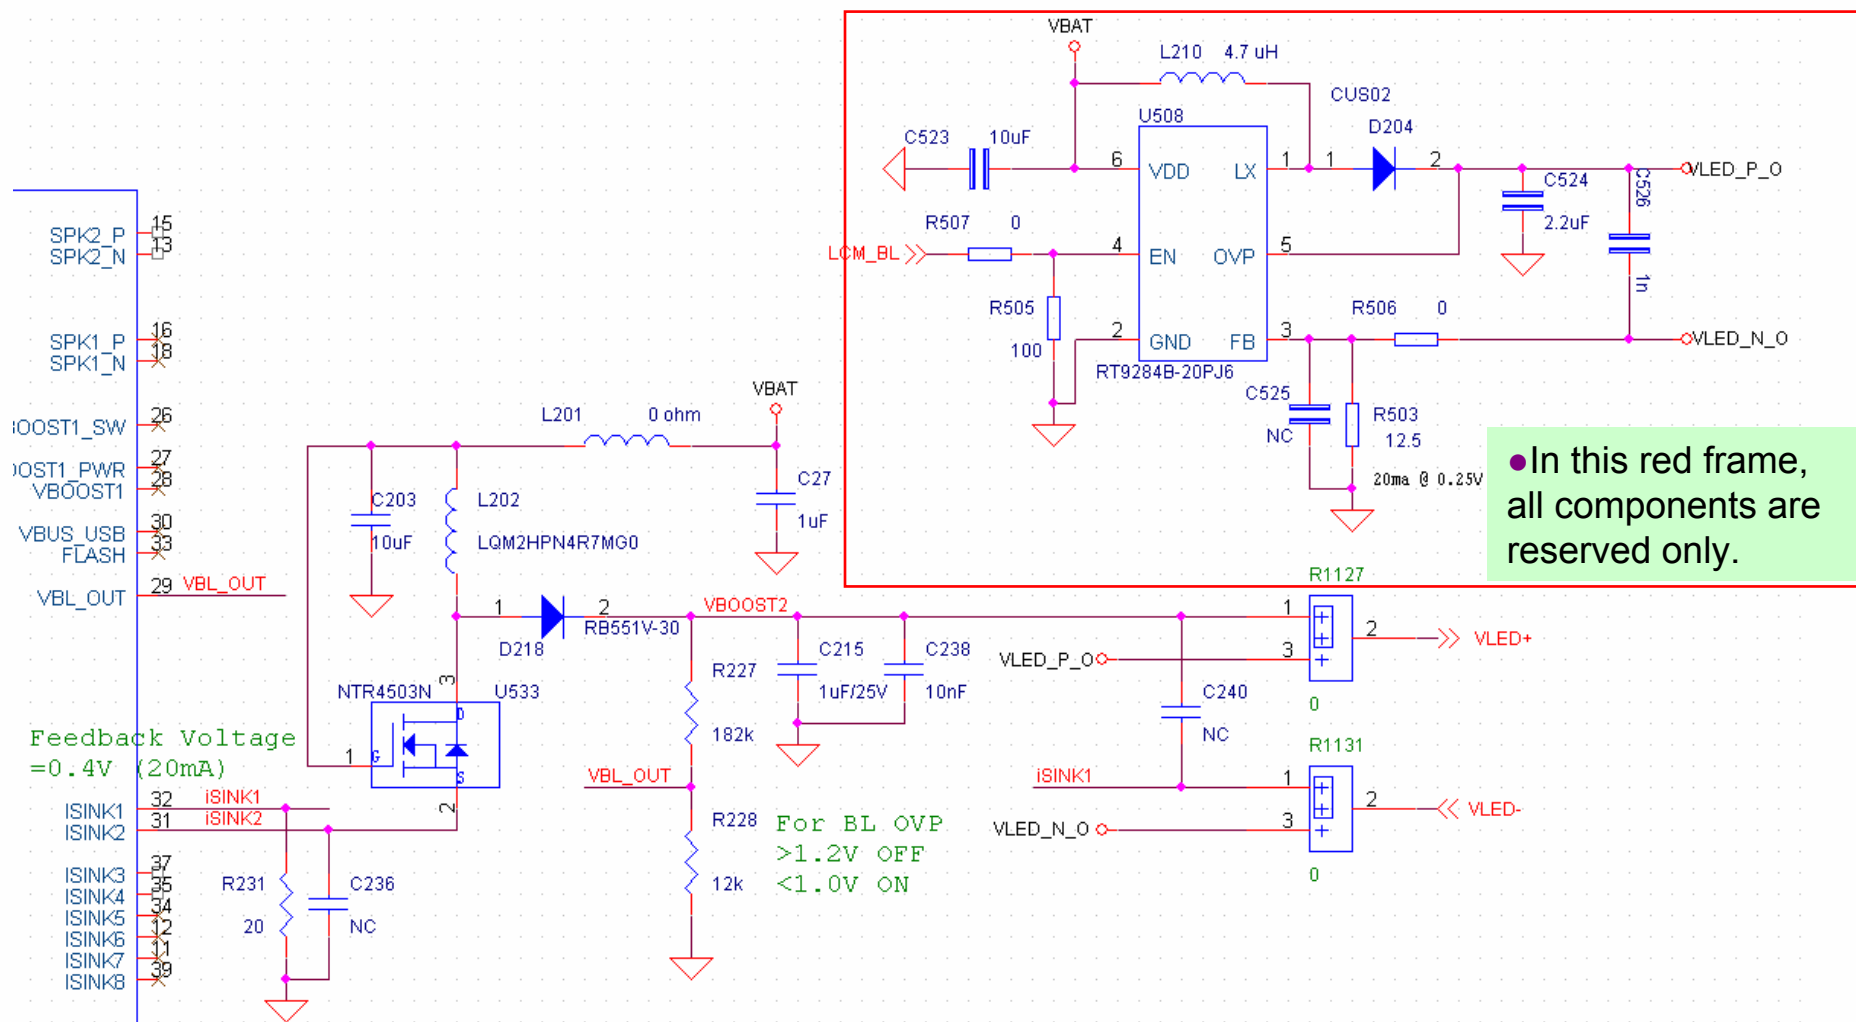 VBAT
L210 4.7 uH
CUS02
D204
U508
C523 10uF
6 VDD LX 1 1 2
VLED_P_O
C524
2.2uF
C526
1n
R507 0
LCM_BL
4 EN OVP 5
R505
100
R506 0
2 GND FB 3
VLED_N_O
RT9284B-20PJ6
C525
NC
R503
12.5
20ma @ 0.25V
●In this red frame,
all components are
reserved only.
SPK2_P 15
SPK2_N 13
SPK1_P 16
SPK1_N 18
OOST1_SW 26
OOST1_PWR 27
VBOOST1 28
VBUS_USB 30
FLASH 33
VBL_OUT 29 VBL_OUT
VBAT
L201 0 ohm
C203
10uF
L202
LQM2HPN4R7MG0
C27
1uF
1 2
D218
RB551V-30
VBOOST2
R227
182k
C215
1uF/25V
C238
10nF
VLED_P_O
R1127
1
2
3
0
VLED+
C240
NC
NTR4503N U533
3
D
1 G
S
2
Feedback Voltage
=0.4V (20mA)
VBL_OUT
iSINK1
R1131
1
2
3
0
VLED-
VLED_N_O
R228
12k
For BL OVP
>1.2V OFF
<1.0V ON
ISINK1 32 iSINK1
ISINK2 31 iSINK2
ISINK3 37
ISINK4 35
ISINK5 34
ISINK6 12
ISINK7 11
ISINK8 39
R231
20
C236
NC